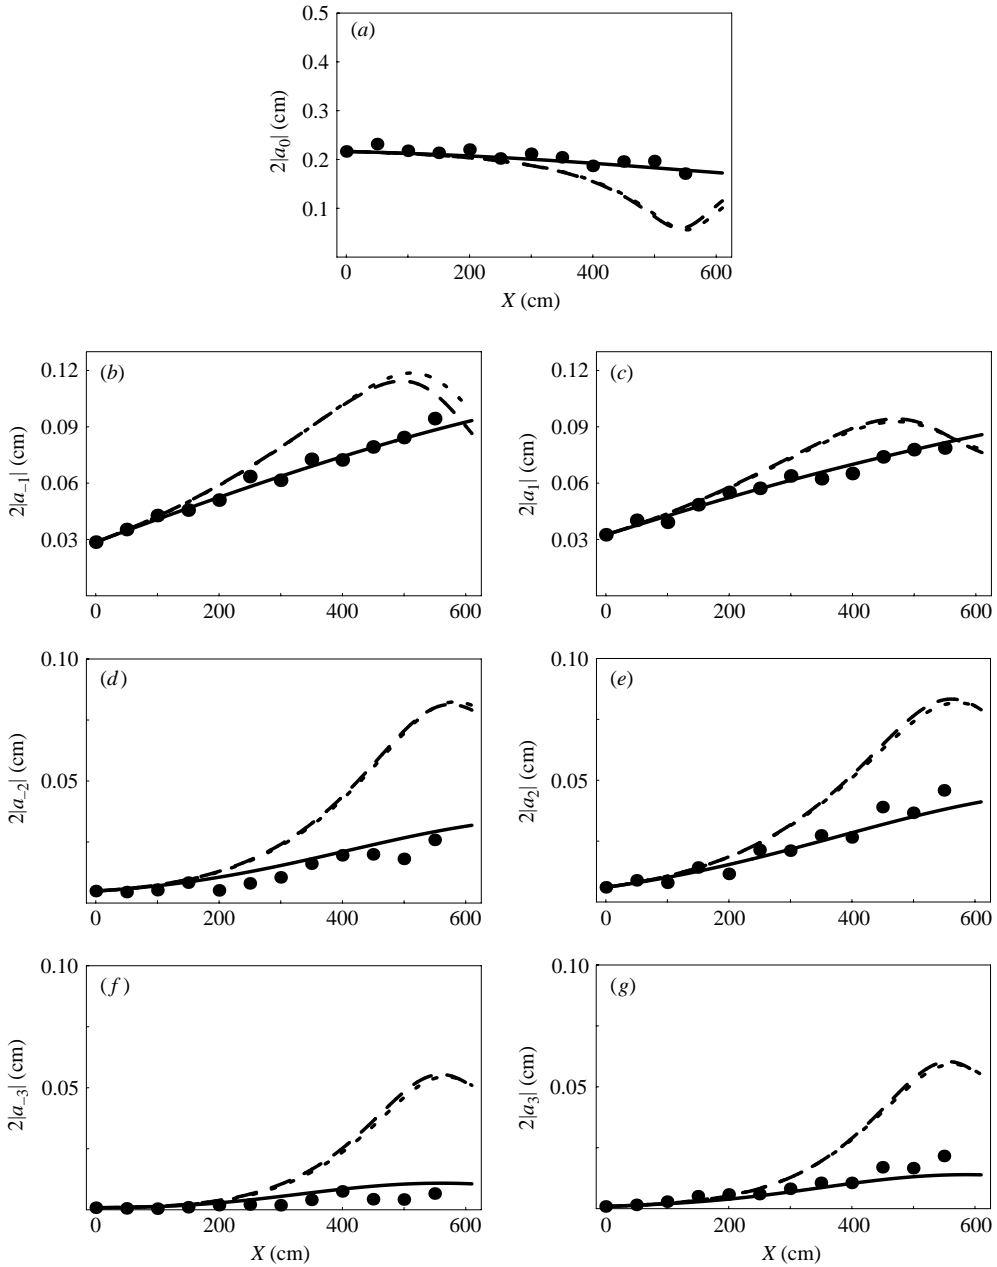 (a)
0.5
0.4
0.3
0.2
0.1
2|a0| (cm)
0 200 400 600
X (cm)
(b)
0.12
0.09
0.06
0.03
2|a−1| (cm)
0 200 400 600
(c)
0.12
0.09
0.06
0.03
2|a1| (cm)
0 200 400 600
(d)
0.10
0.05
2|a−2| (cm)
0 200 400 600
(e)
0.10
0.05
2|a2| (cm)
0 200 400 600
(f)
0.10
0.05
2|a−3| (cm)
0 200 400 600
X (cm)
(g)
0.10
0.05
2|a3| (cm)
0 200 400 600
X (cm)